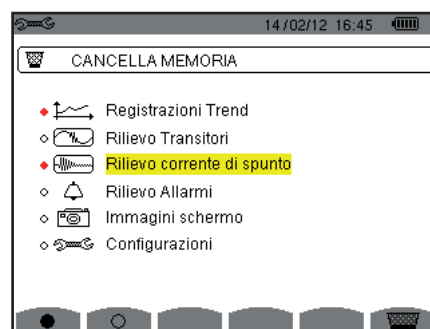 14/02/12 16:45
CANCELLA MEMORIA
Registrazioni Trend
Rilievo Transitori
Rilievo corrente di spunto
Rilievo Allarmi
Immagini schermo
Configurazioni